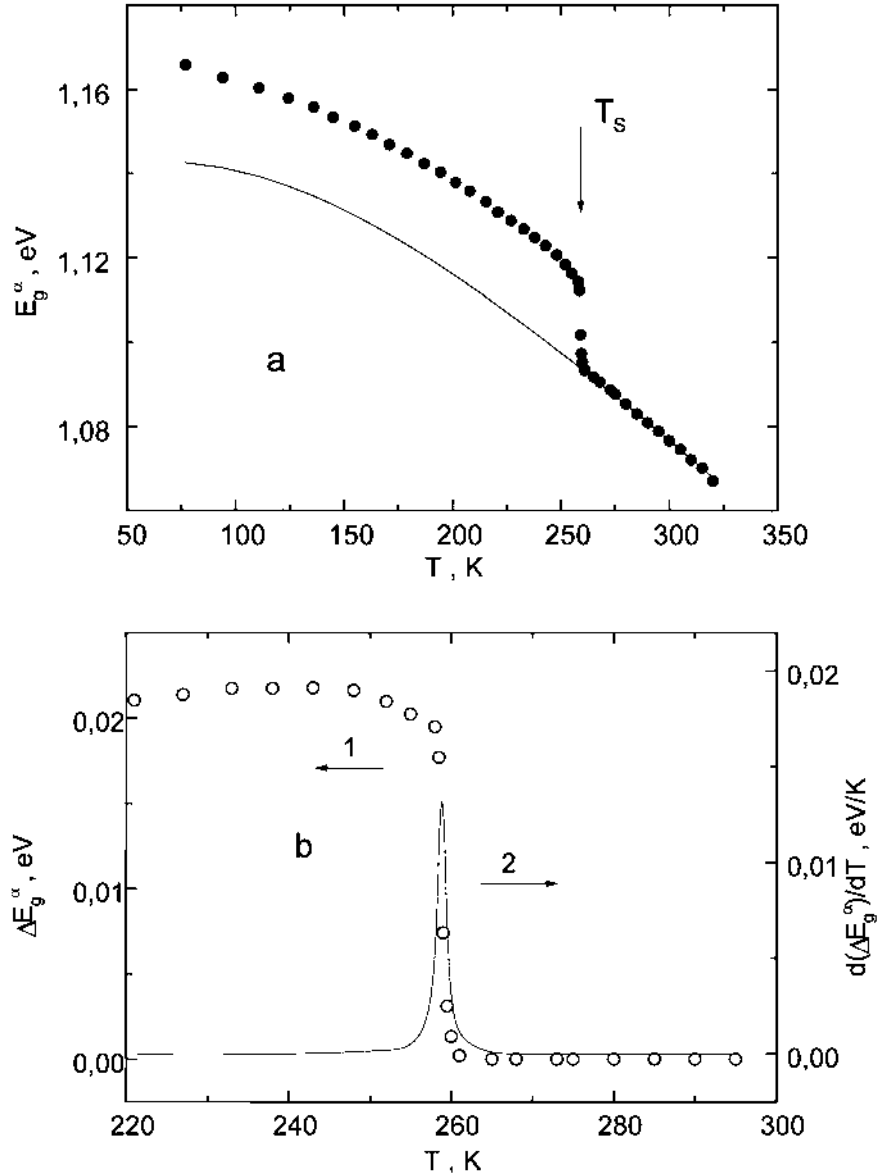 1,16
1,12
1,08
E_g^α , eV
T_S
a
50 100 150 200 250 300 350
T , K
0,02
0,01
0,00
ΔE_g^α , eV
1
2
b
0,02
0,01
0,00
d(ΔE_g^α)/dT , eV/K
220 240 260 280 300
T , K